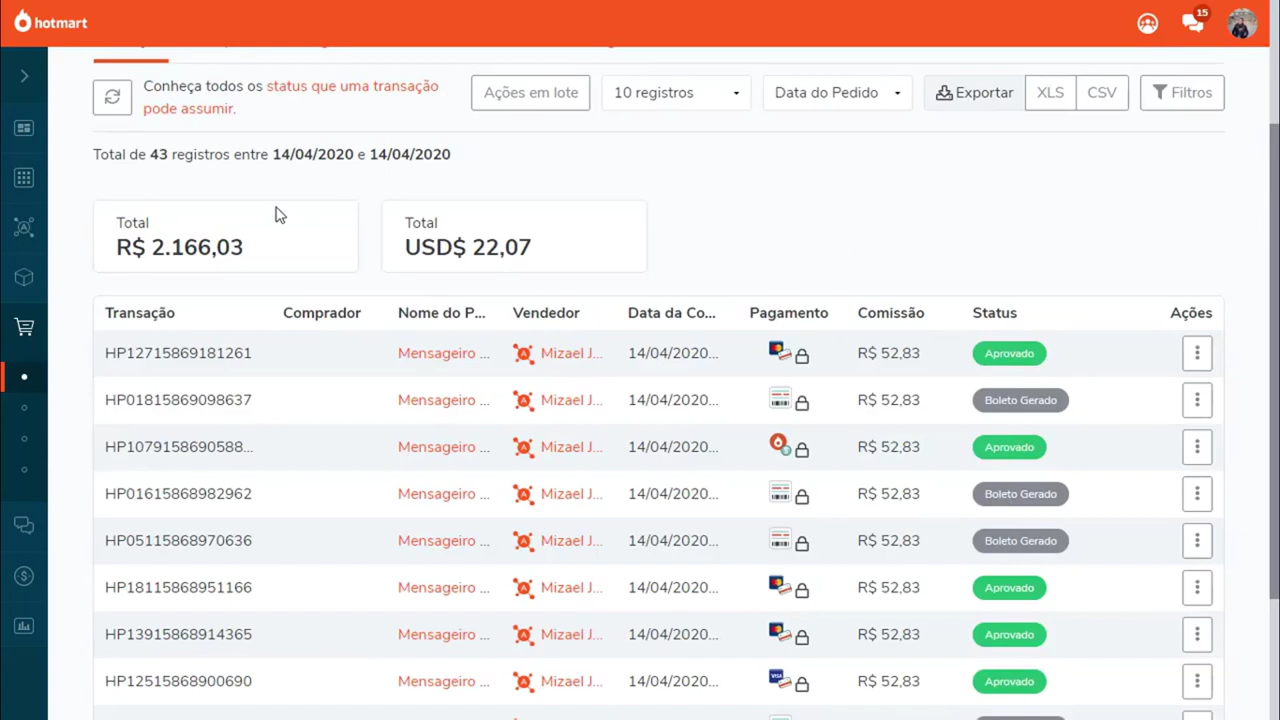 hotmart
15
Conheça todos os status que uma transação
pode assumir.
Ações em lote
10 registros
Data do Pedido
Exportar
XLS
CSV
Filtros
Total de 43 registros entre 14/04/2020 e 14/04/2020
Total
R$ 2.166,03
Total
USD$ 22,07
Transação Comprador Nome do P... Vendedor Data da Co... Pagamento Comissão Status Ações
HP12715869181261 Mensageiro ... Mizael J... 14/04/2020... R$ 52,83 Aprovado
HP01815869098637 Mensageiro ... Mizael J... 14/04/2020... R$ 52,83 Boleto Gerado
HP1079158690588... Mensageiro ... Mizael J... 14/04/2020... R$ 52,83 Aprovado
HP01615868982962 Mensageiro ... Mizael J... 14/04/2020... R$ 52,83 Boleto Gerado
HP05115868970636 Mensageiro ... Mizael J... 14/04/2020... R$ 52,83 Boleto Gerado
HP18115868951166 Mensageiro ... Mizael J... 14/04/2020... R$ 52,83 Aprovado
HP13915868914365 Mensageiro ... Mizael J... 14/04/2020... R$ 52,83 Aprovado
HP12515868900690 Mensageiro ... Mizael J... 14/04/2020... R$ 52,83 Aprovado